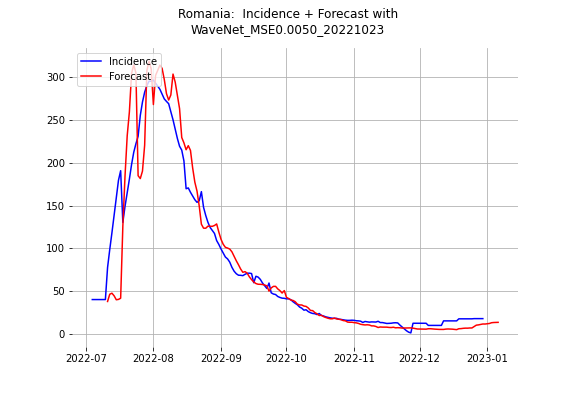 Romania:  Incidence + Forecast with
WaveNet_MSE0.0050_20221023
Incidence
Forecast
300
250
200
150
100
50
0
2022-07 2022-08 2022-09 2022-10 2022-11 2022-12 2023-01